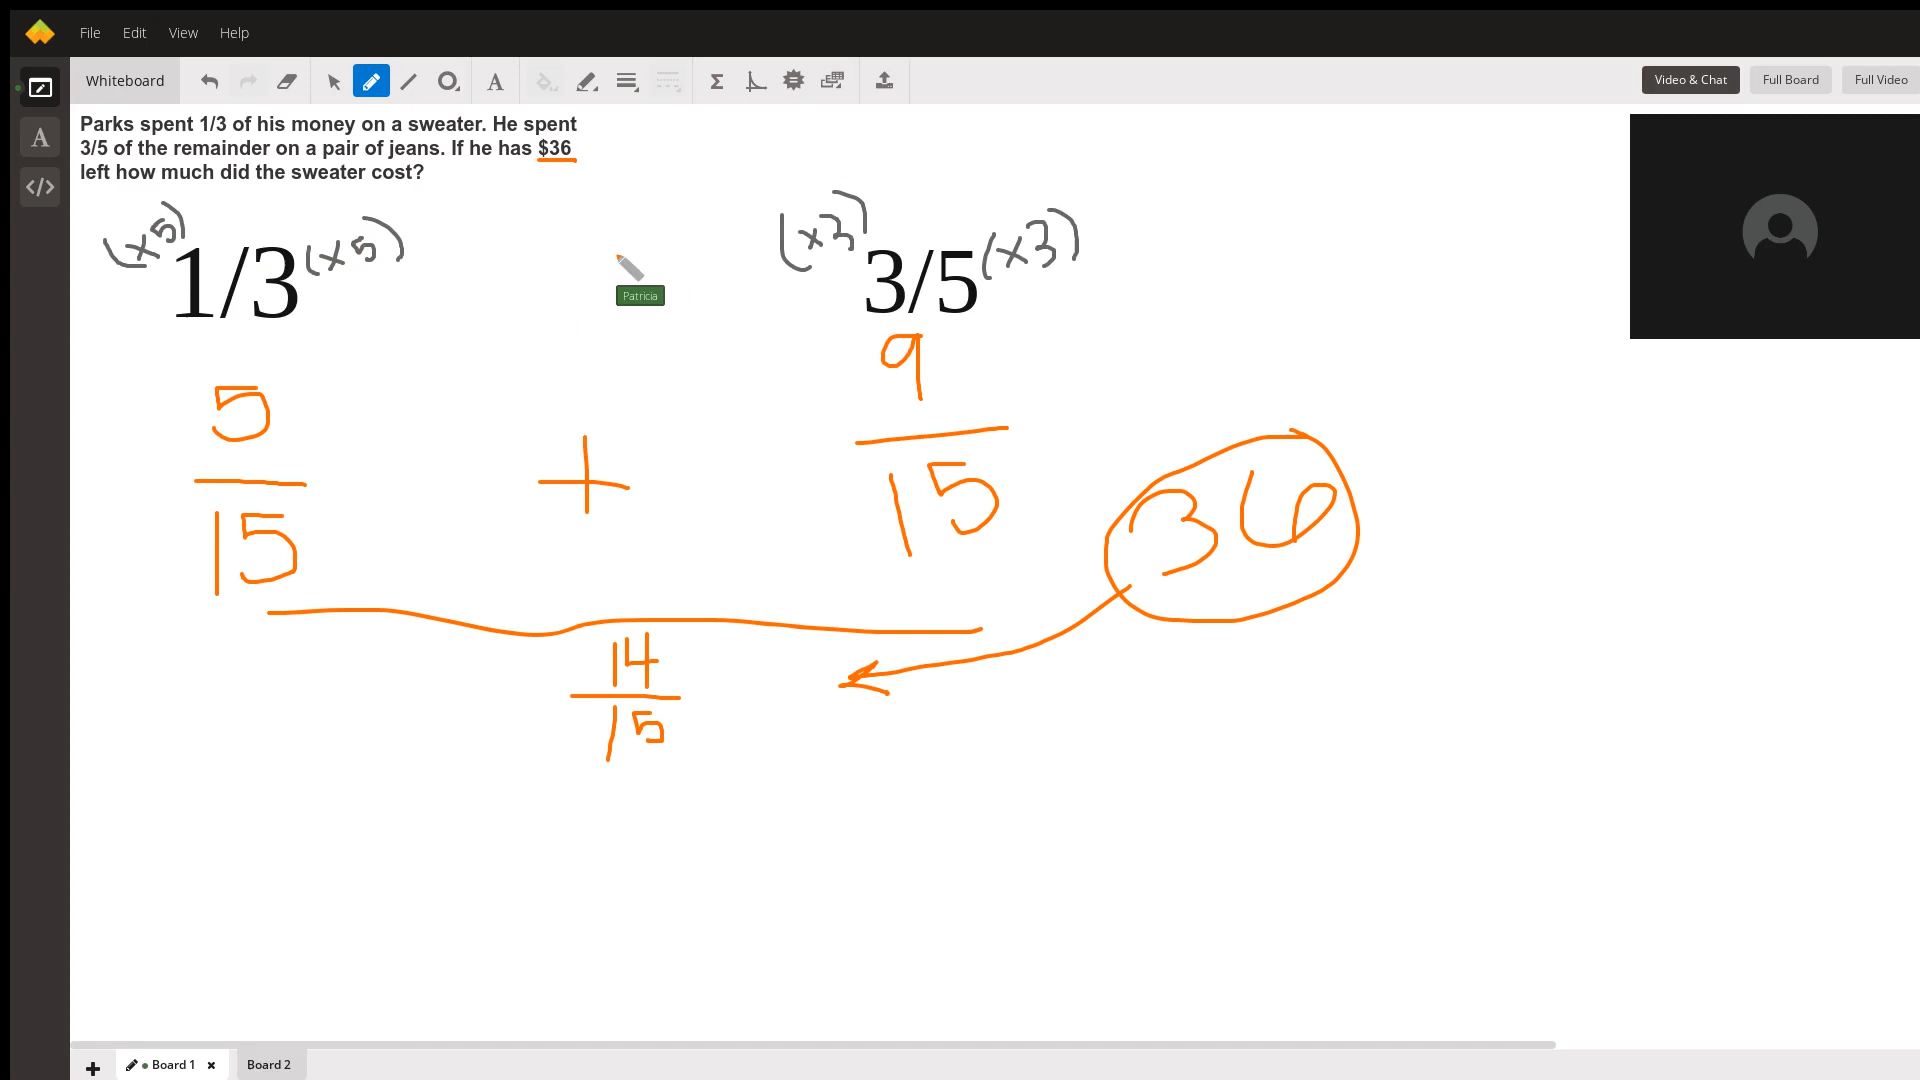 File Edit View Help
Whiteboard
A
Video & Chat Full Board Full Video
A
</>
Parks spent 1/3 of his money on a sweater. He spent
3/5 of the remainder on a pair of jeans. If he has $36
left how much did the sweater cost?
(x5) 1/3 (x5)
(x3) 3/5 (x3)
Patricia
5
15
+
9
15
36
14
15
Board 1 Board 2